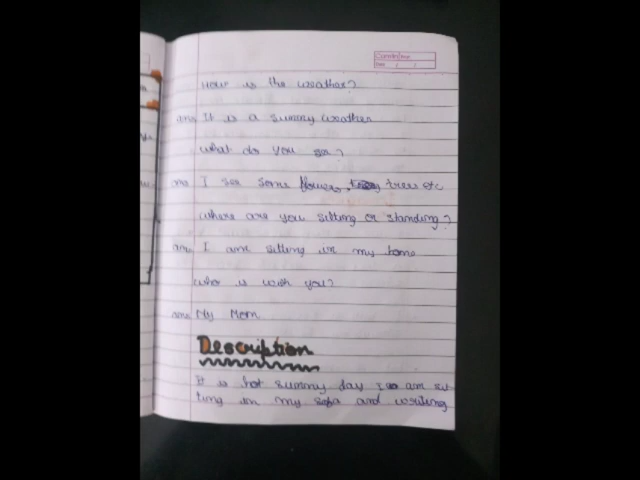 How is the weather?
ans It is a sunny weather
What do you see?
ans I see some flowers, trees etc
Where are you sitting or standing?
ans I am sitting in my home
Who is with you?
ans My Mom
Description
It is hot sunny day I am sit
ting on my sofa and writing